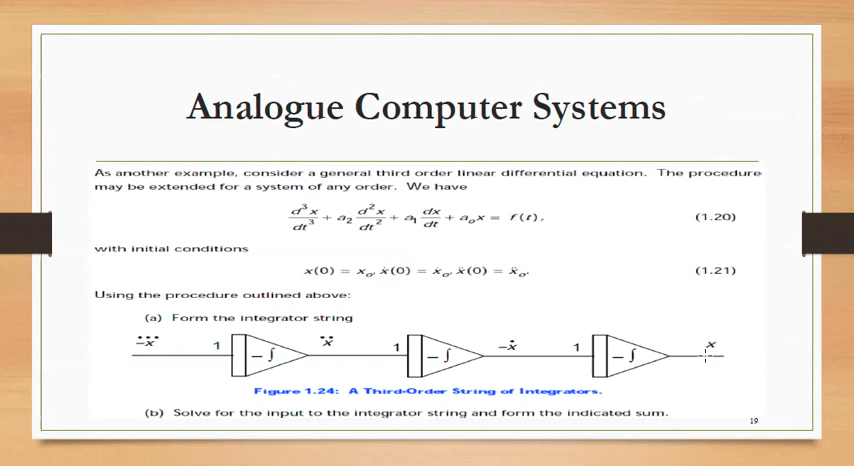 Analogue Computer Systems
As another example, consider a general third order linear differential equation. The procedure
may be extended for a system of any order. We have
d³x/dt³ + a₂ d²x/dt² + a₁ dx/dt + aₒx = f(t), (1.20)
with initial conditions
x(0) = xₒ, ẋ(0) = ẋₒ, ẍ(0) = ẍₒ. (1.21)
Using the procedure outlined above:
(a) Form the integrator string
-x⃛ 1 -∫ ẍ 1 -∫ -ẋ 1 -∫ x
Figure 1.24: A Third-Order String of Integrators.
(b) Solve for the input to the integrator string and form the indicated sum.
19